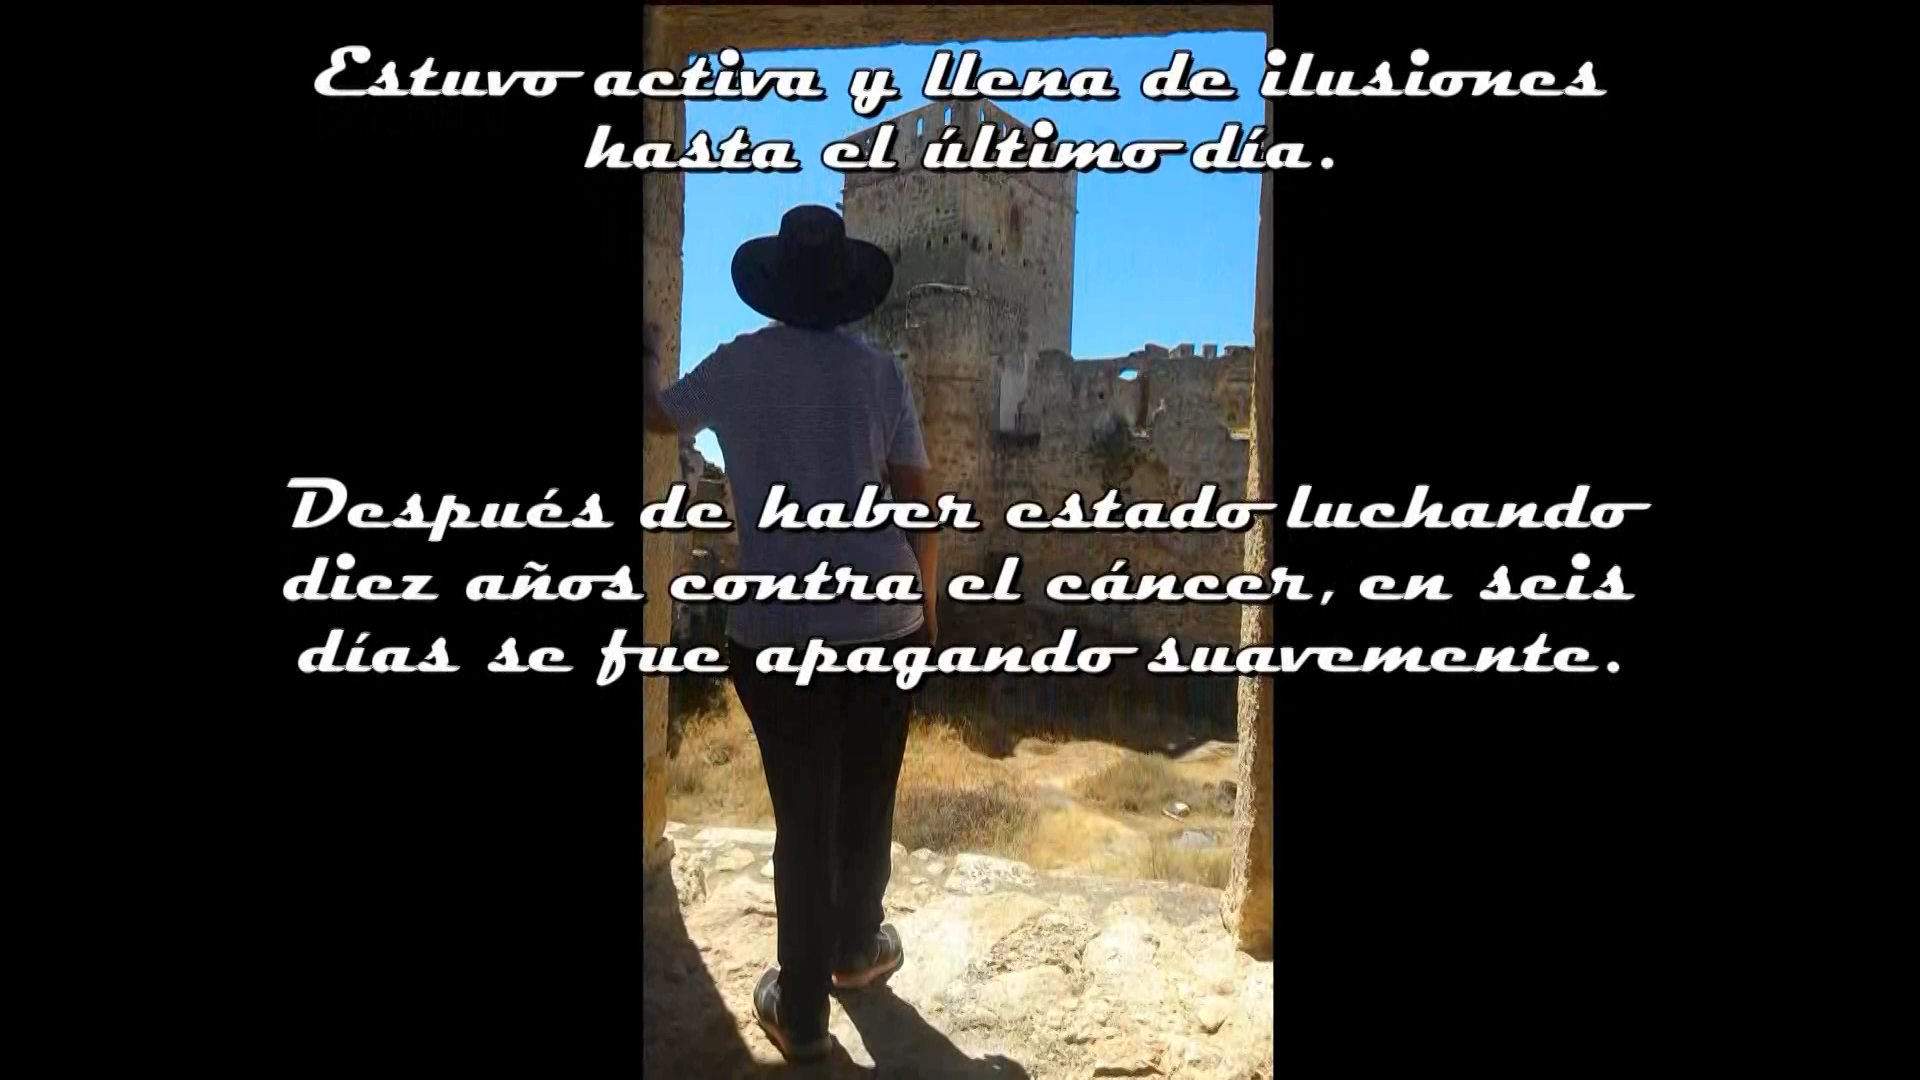 Estuvo activa y llena de ilusiones
hasta el último día.
Después de haber estado luchando
diez años contra el cáncer, en seis
días se fue apagando suavemente.